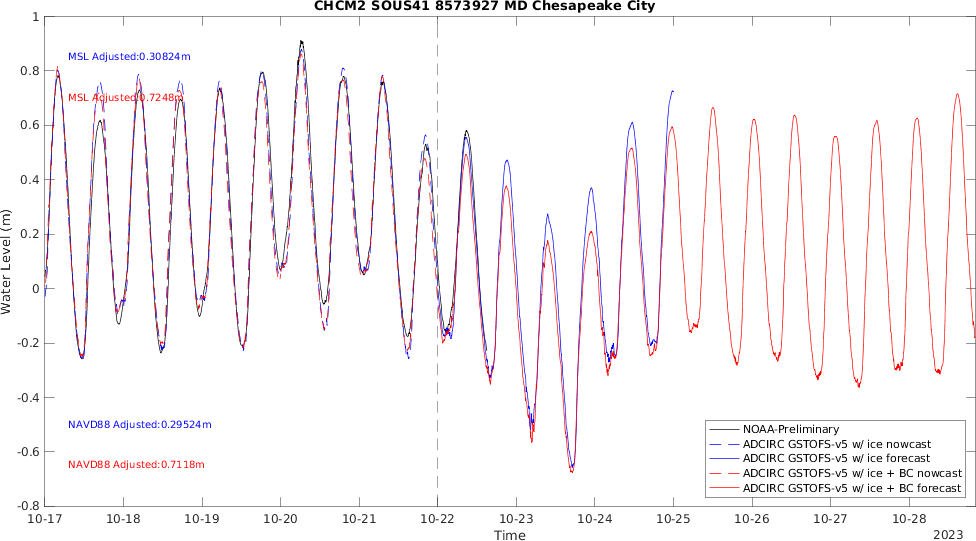 CHCM2 SOUS41 8573927 MD Chesapeake City
1
0.8
0.6
0.4
0.2
0
-0.2
-0.4
-0.6
-0.8
Water Level (m)
MSL Adjusted:0.30824m
MSL Adjusted:0.7248m
NAVD88 Adjusted:0.29524m
NAVD88 Adjusted:0.7118m
NOAA-Preliminary
ADCIRC GSTOFS-v5 w/ ice nowcast
ADCIRC GSTOFS-v5 w/ ice forecast
ADCIRC GSTOFS-v5 w/ ice + BC nowcast
ADCIRC GSTOFS-v5 w/ ice + BC forecast
10-17 10-18 10-19 10-20 10-21 10-22 10-23 10-24 10-25 10-26 10-27 10-28
Time
2023